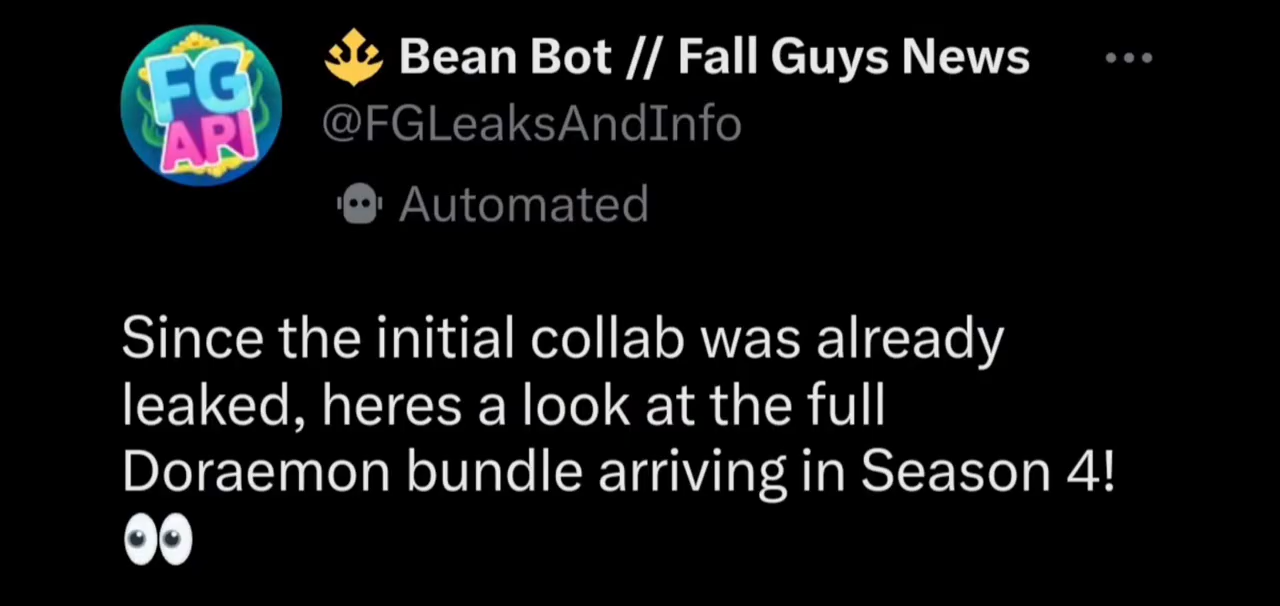 FG
API
Bean Bot // Fall Guys News
@FGLeaksAndInfo
Automated
Since the initial collab was already
leaked, heres a look at the full
Doraemon bundle arriving in Season 4!
👀